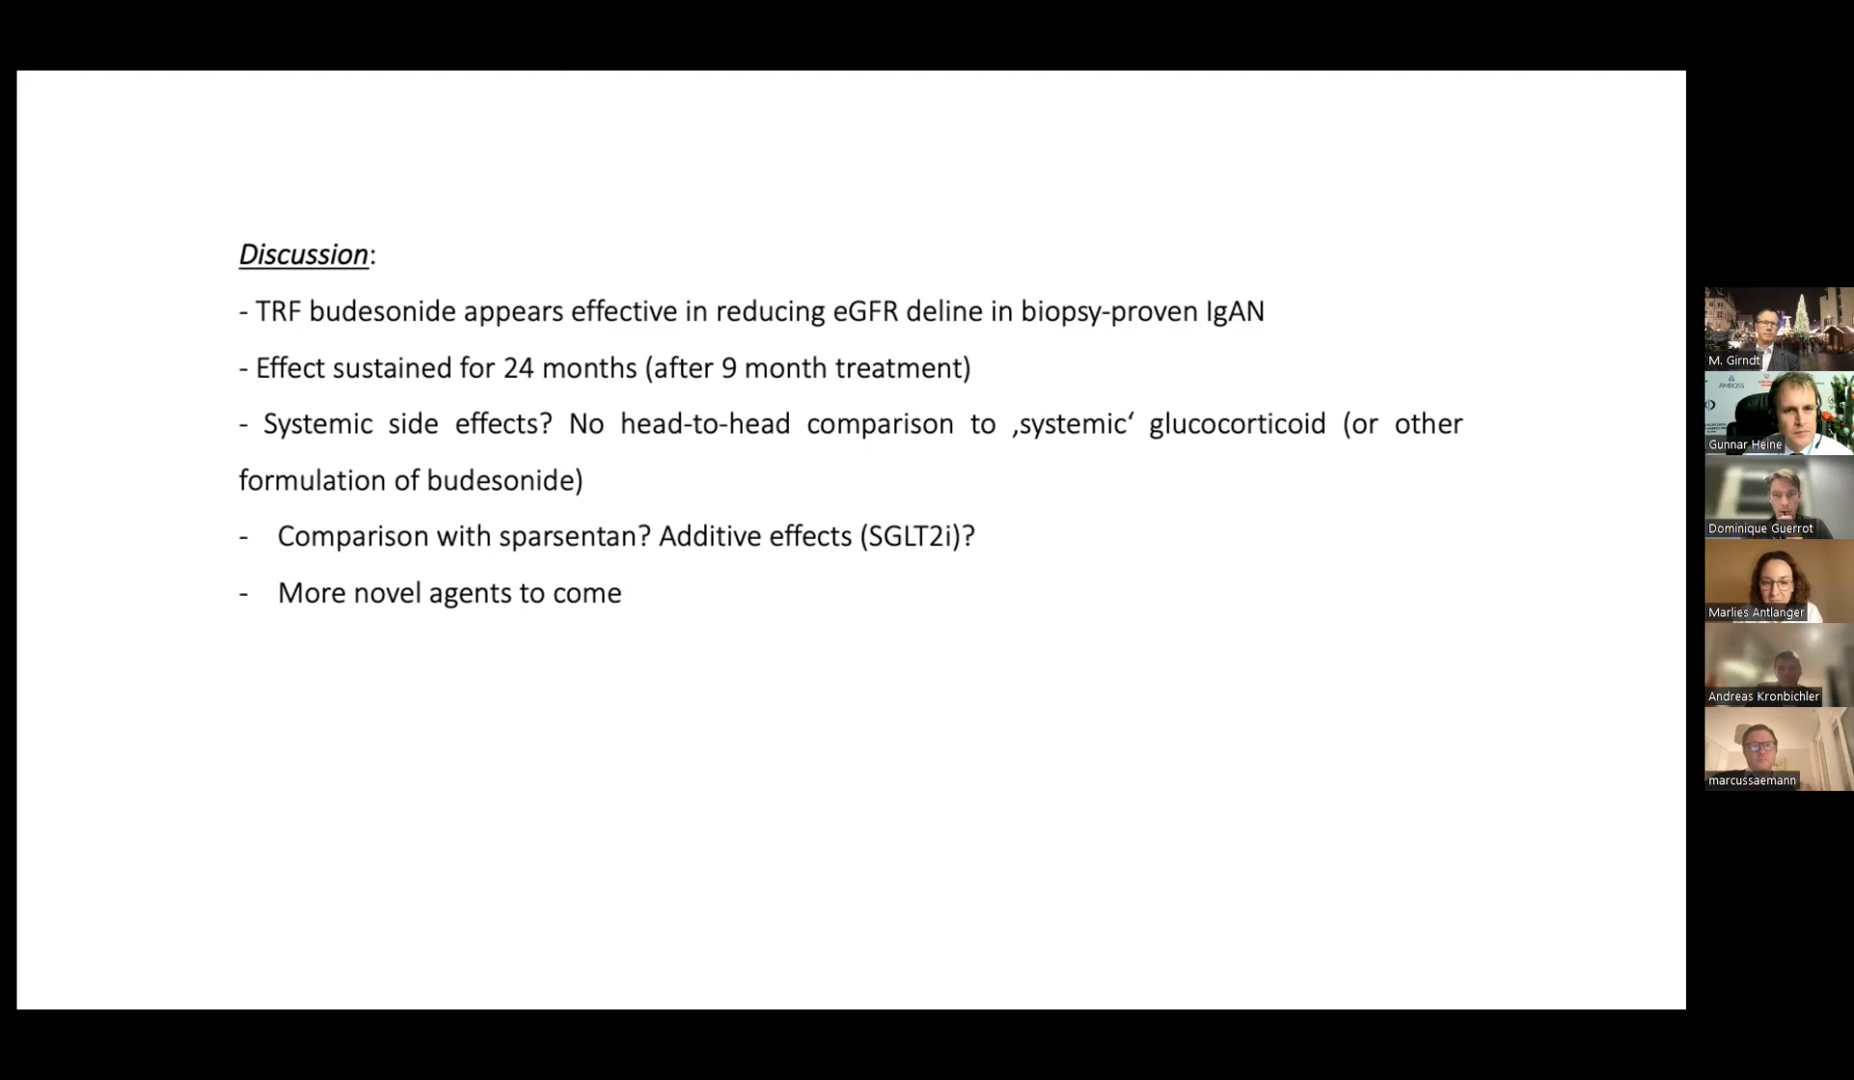 Discussion:
- TRF budesonide appears effective in reducing eGFR deline in biopsy-proven IgAN
- Effect sustained for 24 months (after 9 month treatment)
- Systemic side effects? No head-to-head comparison to ‚systemic‘ glucocorticoid (or other
formulation of budesonide)
- Comparison with sparsentan? Additive effects (SGLT2i)?
- More novel agents to come
M. Girndt
AMBOSS
Gunnar Heine
Dominique Guerrot
Marlies Antlanger
Andreas Kronbichler
marcussaemann